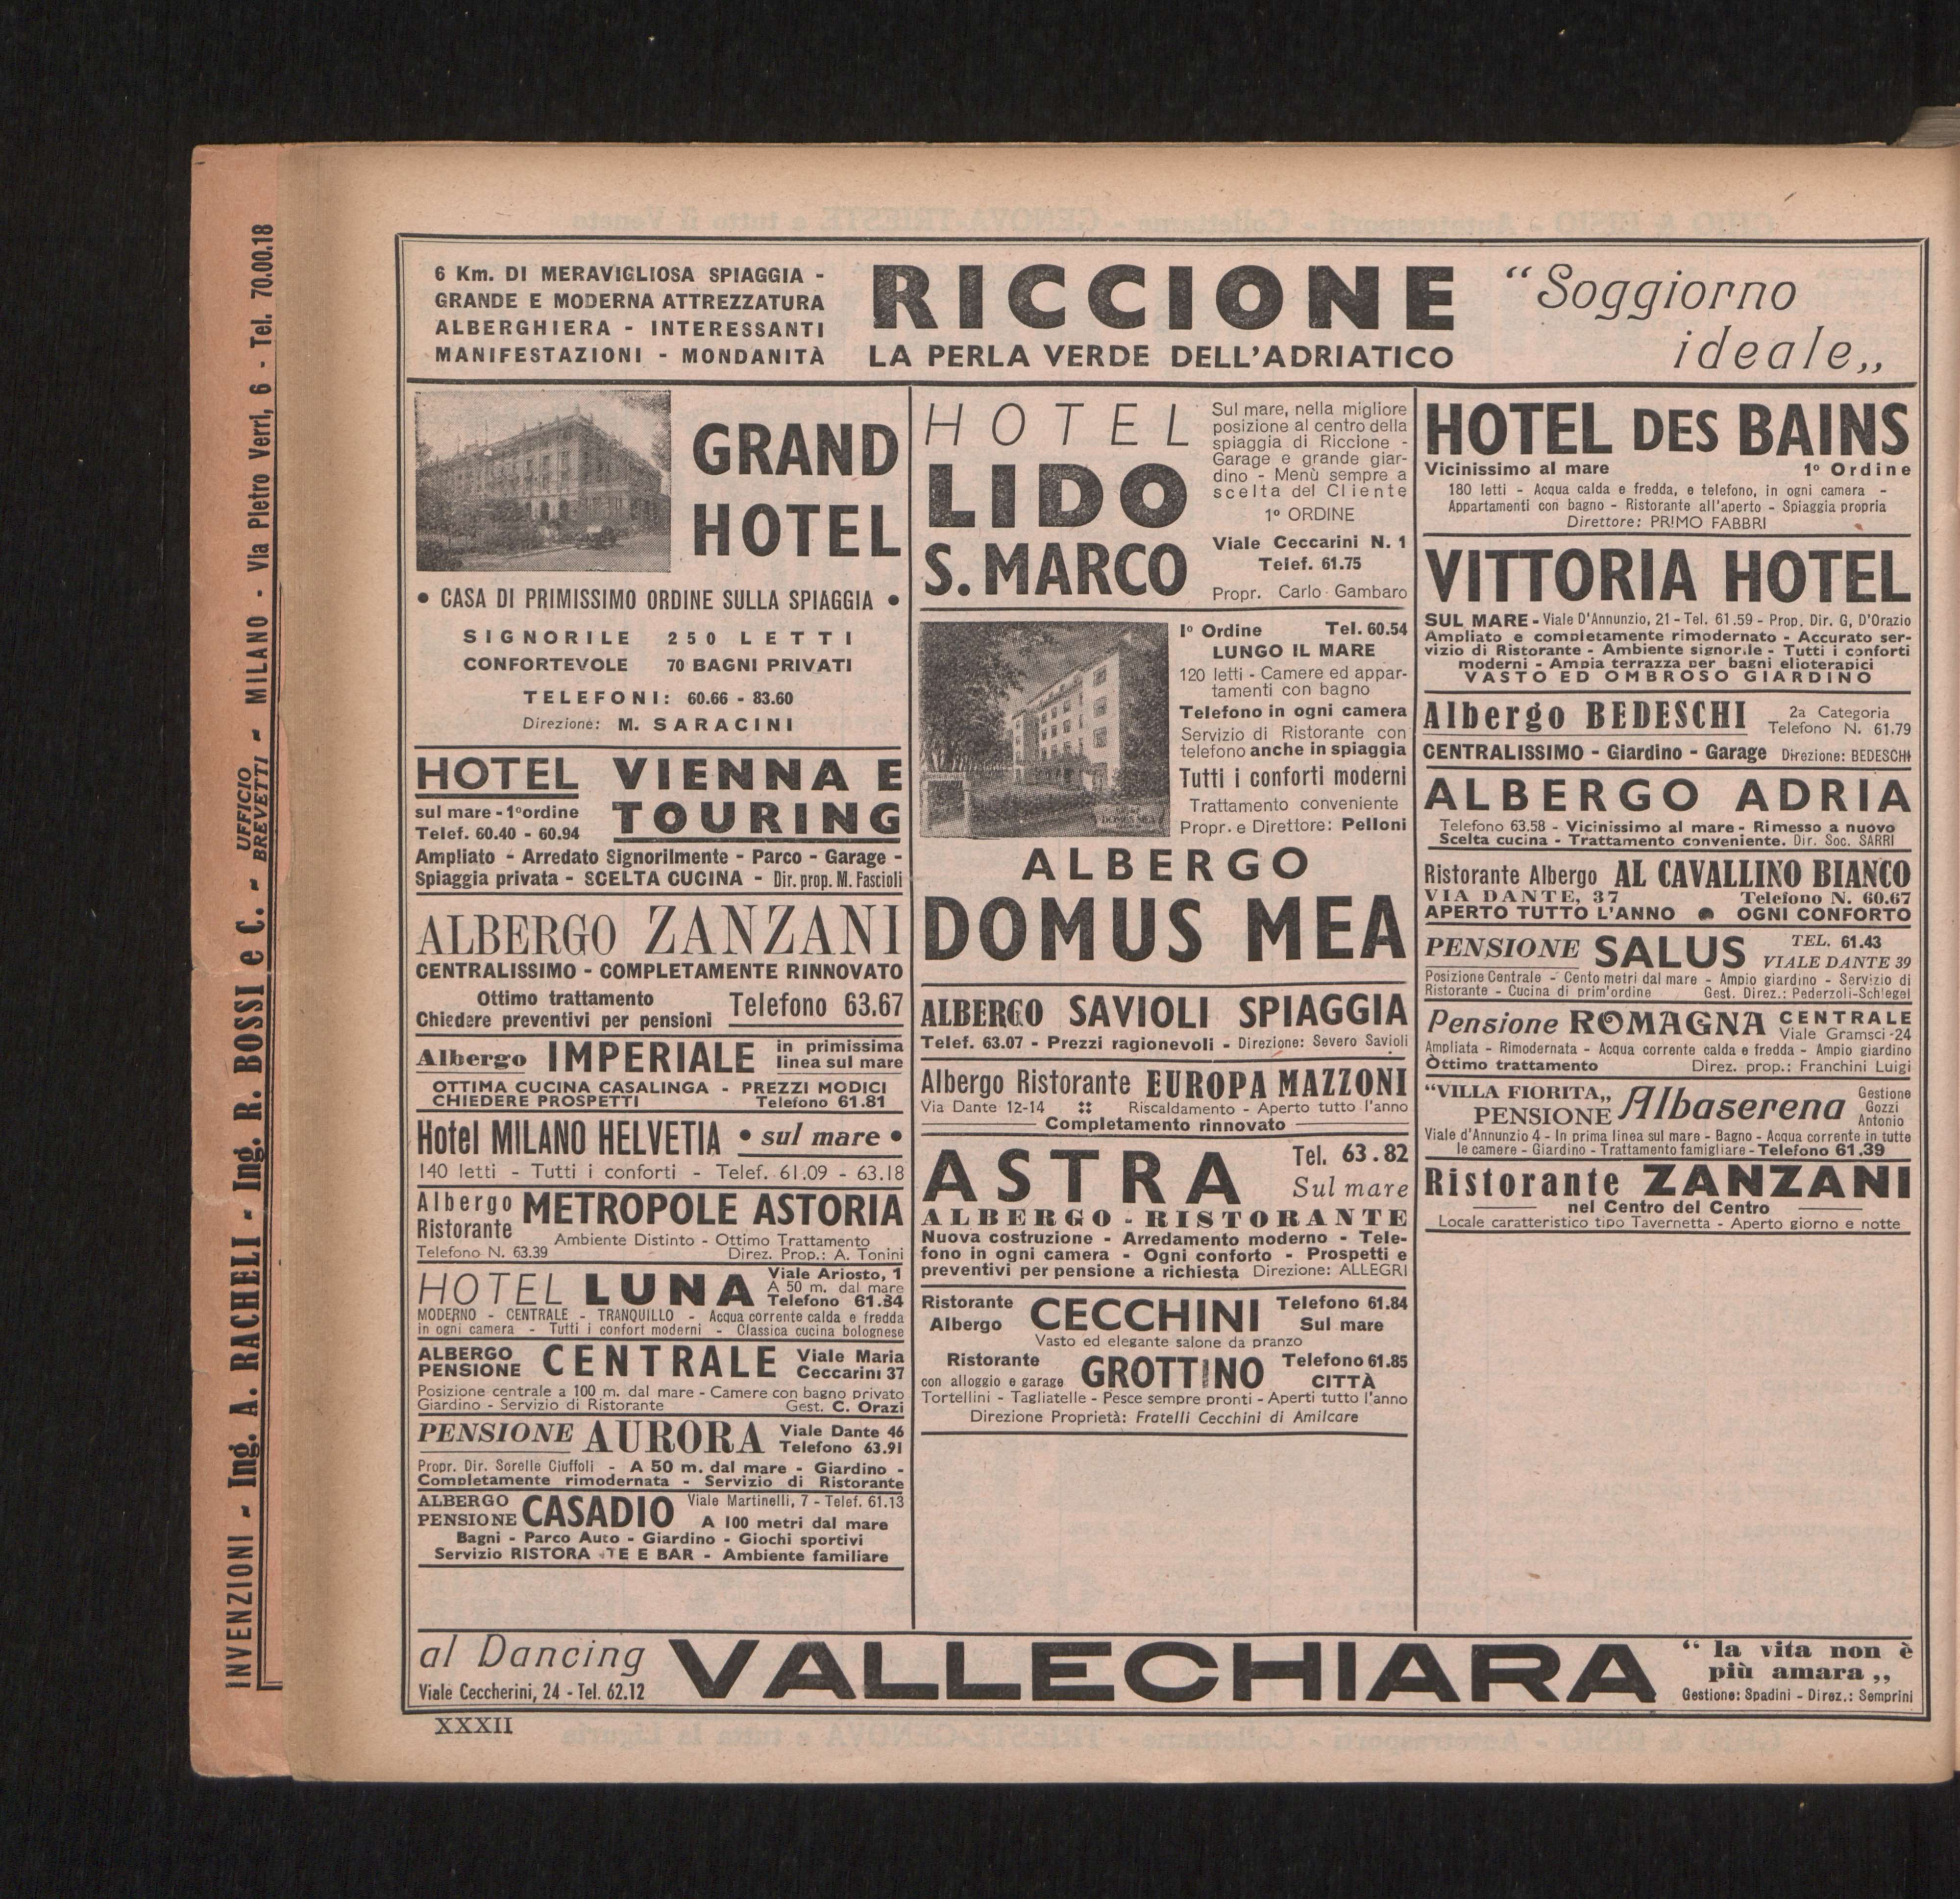 INVENZIONI - Ing. A. RACHELI - Ing. R. BOSSI e C. - UFFICIO BREVETTI - MILANO - Via Pietro Verri, 6 - Tel. 70.00.18
6 Km. DI MERAVIGLIOSA SPIAGGIA -
GRANDE E MODERNA ATTREZZATURA
ALBERGHIERA - INTERESSANTI
MANIFESTAZIONI - MONDANITÀ
RICCIONE
LA PERLA VERDE DELL'ADRIATICO
“Soggiorno
ideale„
GRAND
HOTEL
• CASA DI PRIMISSIMO ORDINE SULLA SPIAGGIA •
SIGNORILE 250 LETTI
CONFORTEVOLE 70 BAGNI PRIVATI
TELEFONI: 60.66 - 83.60
Direzione: M. SARACINI
HOTEL VIENNA E
TOURING
sul mare - 1º ordine
Telef. 60.40 - 60.94
Ampliato - Arredato Signorilmente - Parco - Garage -
Spiaggia privata - SCELTA CUCINA - Dir. prop. M. Fascioli
ALBERGO ZANZANI
CENTRALISSIMO - COMPLETAMENTE RINNOVATO
Ottimo trattamento
Chiedere preventivi per pensioni
Telefono 63.67
Albergo IMPERIALE in primissima
linea sul mare
OTTIMA CUCINA CASALINGA - PREZZI MODICI
CHIEDERE PROSPETTI Telefono 61.81
Hotel MILANO HELVETIA • sul mare •
140 letti - Tutti i conforti - Telef. 61.09 - 63.18
Albergo
Ristorante
METROPOLE ASTORIA
Ambiente Distinto - Ottimo Trattamento
Telefono N. 63.39 Direz. Prop.: A. Tonini
HOTEL LUNA
Viale Ariosto, 1
A 50 m. dal mare
Telefono 61.84
MODERNO - CENTRALE - TRANQUILLO - Acqua corrente calda e fredda
in ogni camera - Tutti i confort moderni - Classica cucina bolognese
ALBERGO
PENSIONE
CENTRALE
Viale Maria
Ceccarini 37
Posizione centrale a 100 m. dal mare - Camere con bagno privato
Giardino - Servizio di Ristorante Gest. C. Orazi
PENSIONE AURORA
Viale Dante 46
Telefono 63.91
Propr. Dir. Sorelle Ciuffoli - A 50 m. dal mare - Giardino -
Completamente rimodernata - Servizio di Ristorante
ALBERGO
PENSIONE
CASADIO
Viale Martinelli, 7 - Telef. 61.13
A 100 metri dal mare
Bagni - Parco Auto - Giardino - Giochi sportivi
Servizio RISTORA TE E BAR - Ambiente familiare
HOTEL
LIDO
S. MARCO
Sul mare, nella migliore
posizione al centro della
spiaggia di Riccione -
Garage e grande giar-
dino - Menù sempre a
scelta del Cliente
1º ORDINE
Viale Ceccarini N. 1
Telef. 61.75
Propr. Carlo Gambaro
Iº Ordine Tel. 60.54
LUNGO IL MARE
120 letti - Camere ed appar-
tamenti con bagno
Telefono in ogni camera
Servizio di Ristorante con
telefono anche in spiaggia
Tutti i conforti moderni
Trattamento conveniente
Propr. e Direttore: Pelloni
DOMUS MEA
ALBERGO
DOMUS MEA
ALBERGO SAVIOLI SPIAGGIA
Telef. 63.07 - Prezzi ragionevoli - Direzione: Severo Savioli
Albergo Ristorante EUROPA MAZZONI
Via Dante 12-14 Riscaldamento - Aperto tutto l'anno
Completamento rinnovato
ASTRA
Tel. 63.82
Sul mare
ALBERGO - RISTORANTE
Nuova costruzione - Arredamento moderno - Tele-
fono in ogni camera - Ogni conforto - Prospetti e
preventivi per pensione a richiesta Direzione: ALLEGRI
Ristorante
Albergo
CECCHINI
Telefono 61.84
Sul mare
Vasto ed elegante salone da pranzo
Ristorante
con alloggio e garage
GROTTINO
Telefono 61.85
CITTÀ
Tortellini - Tagliatelle - Pesce sempre pronti - Aperti tutto l'anno
Direzione Proprietà: Fratelli Cecchini di Amilcare
HOTEL DES BAINS
Vicinissimo al mare 1º Ordine
180 letti - Acqua calda e fredda, e telefono, in ogni camera -
Appartamenti con bagno - Ristorante all'aperto - Spiaggia propria
Direttore: PRIMO FABBRI
VITTORIA HOTEL
SUL MARE - Viale D'Annunzio, 21 - Tel. 61.59 - Prop. Dir. G, D'Orazio
Ampliato e completamente rimodernato - Accurato ser-
vizio di Ristorante - Ambiente signorile - Tutti i conforti
moderni - Ampia terrazza per bagni elioterapici
VASTO ED OMBROSO GIARDINO
Albergo BEDESCHI
2a Categoria
Telefono N. 61.79
CENTRALISSIMO - Giardino - Garage Direzione: BEDESCHI
ALBERGO ADRIA
Telefono 63.58 - Vicinissimo al mare - Rimesso a nuovo
Scelta cucina - Trattamento conveniente. Dir. Soc. SARRI
Ristorante Albergo AL CAVALLINO BIANCO
VIA DANTE, 37 Telefono N. 60.67
APERTO TUTTO L'ANNO ● OGNI CONFORTO
PENSIONE SALUS
TEL. 61.43
VIALE DANTE 39
Posizione Centrale - Cento metri dal mare - Ampio giardino - Servizio di
Ristorante - Cucina di prim'ordine Gest. Direz.: Pederzoli-Schlegel
Pensione ROMAGNA
CENTRALE
Viale Gramsci - 24
Ampliata - Rimodernata - Acqua corrente calda e fredda - Ampio giardino
Òttimo trattamento Direz. prop.: Franchini Luigi
“VILLA FIORITA„
PENSIONE
Albaserena
Gestione
Gozzi
Antonio
Viale d'Annunzio 4 - In prima linea sul mare - Bagno - Acqua corrente in tutte
le camere - Giardino - Trattamento famigliare - Telefono 61.39
Ristorante ZANZANI
nel Centro del Centro
Locale caratteristico tipo Tavernetta - Aperto giorno e notte
al Dancing
Viale Ceccherini, 24 - Tel. 62.12
VALLECHIARA
“ la vita non è
più amara „
Gestione: Spadini - Direz.: Semprini
XXXII